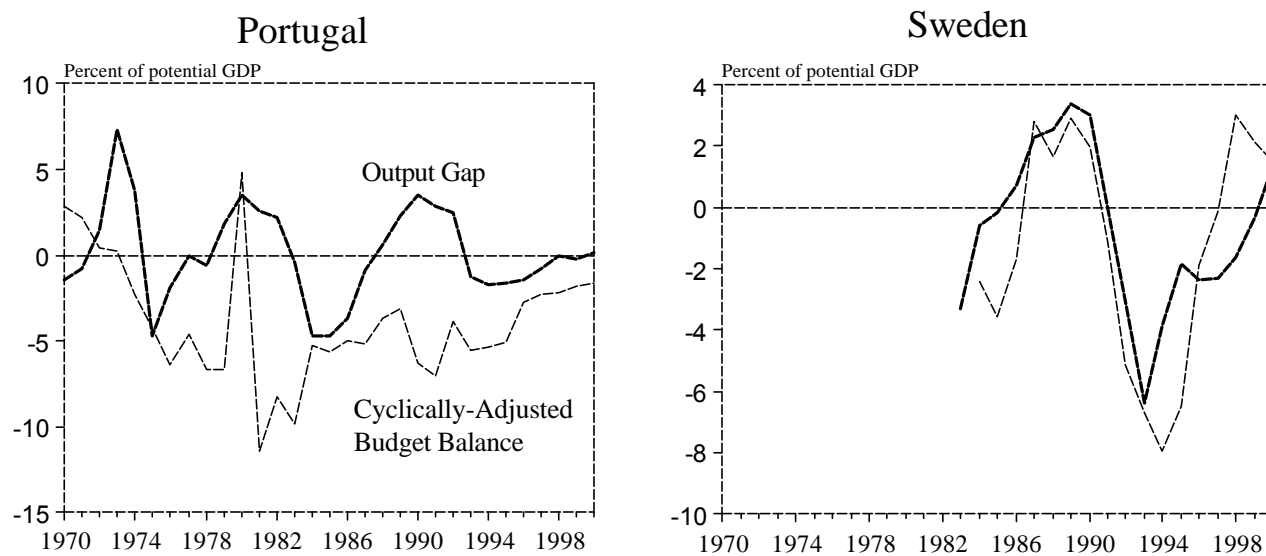 Portugal
Percent of potential GDP
10
5
0
-5
-10
-15
Output Gap
Cyclically-Adjusted
Budget Balance
1970 1974 1978 1982 1986 1990 1994 1998
Sweden
Percent of potential GDP
4
2
0
-2
-4
-6
-8
-10
1970 1974 1978 1982 1986 1990 1994 1998